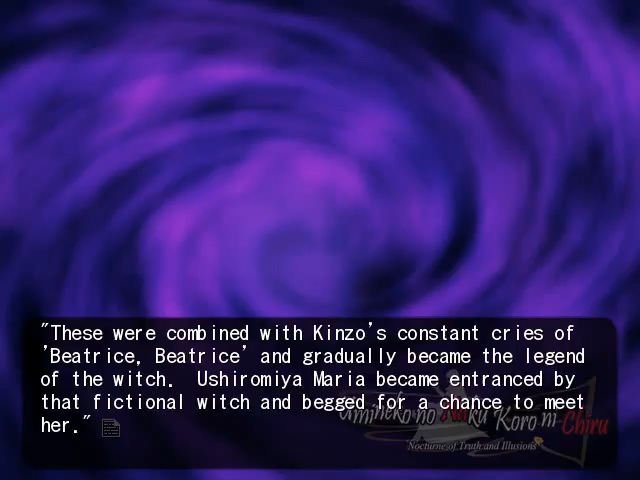 "These were combined with Kinzo's constant cries of
'Beatrice, Beatrice' and gradually became the legend
of the witch.  Ushiromiya Maria became entranced by
that fictional witch and begged for a chance to meet
her."
Umineko no Naku Koro ni Chiru
Nocturne of Truth and Illusions